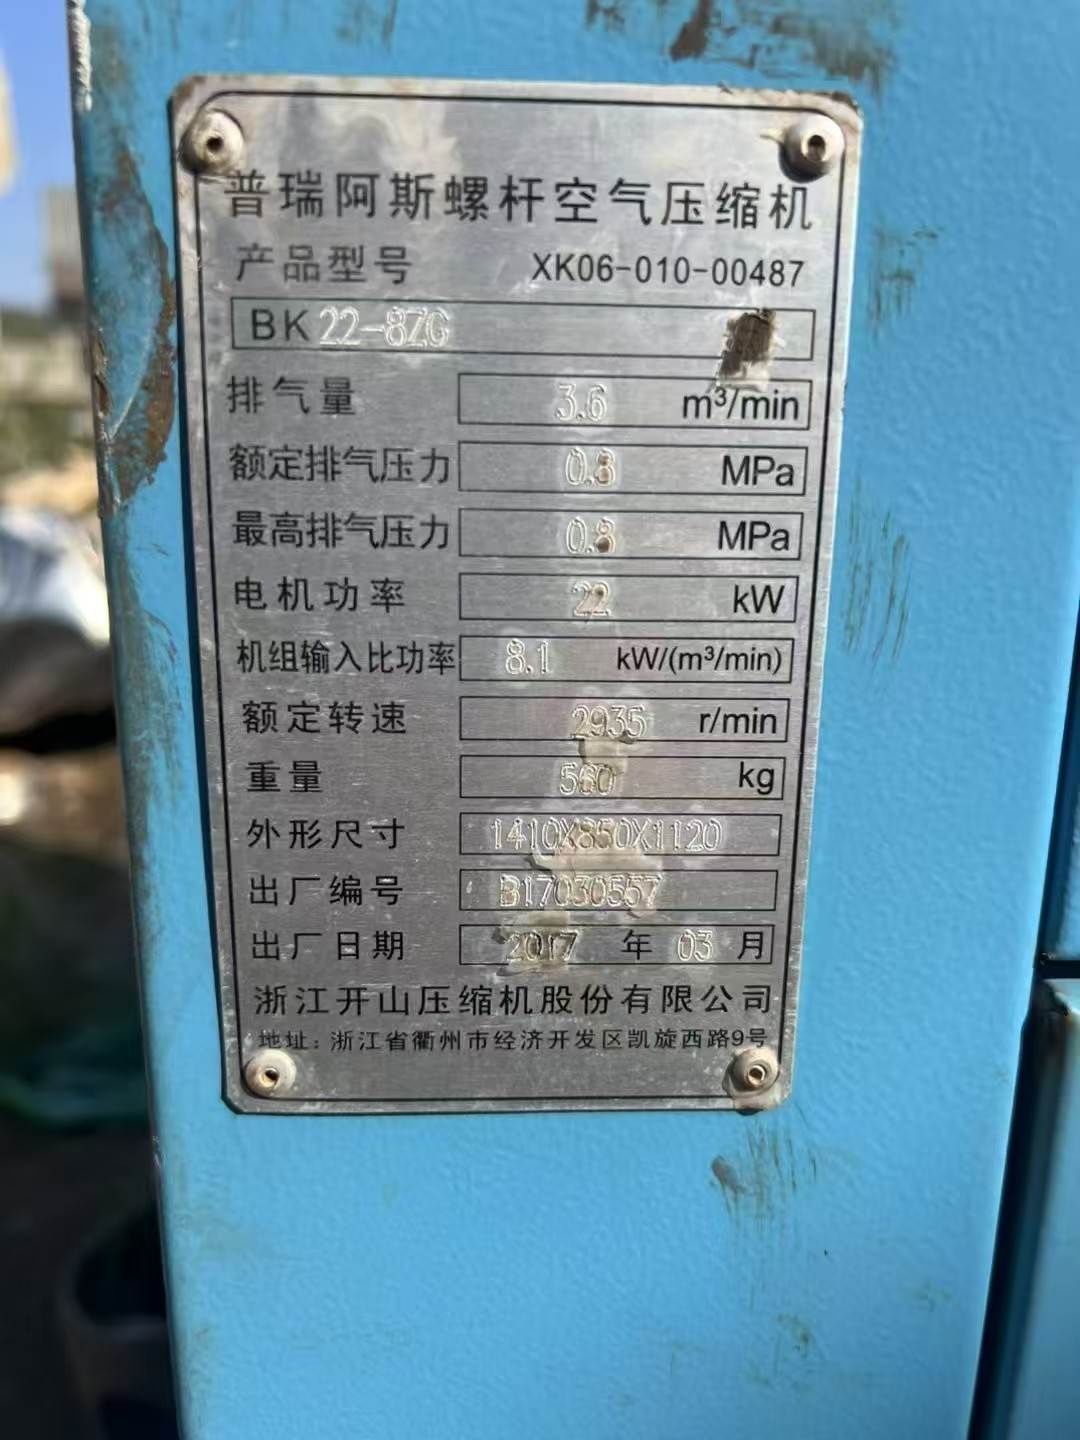 普瑞阿斯螺杆空气压缩机
产品型号 XK06-010-00487
BK 22-8ZG
排气量 3.6 m³/min
额定排气压力 0.8 MPa
最高排气压力 0.8 MPa
电机功率 22 kW
机组输入比功率 8.1 kW/(m³/min)
额定转速 2935 r/min
重量 560 kg
外形尺寸 1410X850X1120
出厂编号 B17030557
出厂日期 2017 年 03 月
浙江开山压缩机股份有限公司
地址：浙江省衢州市经济开发区凯旋西路9号